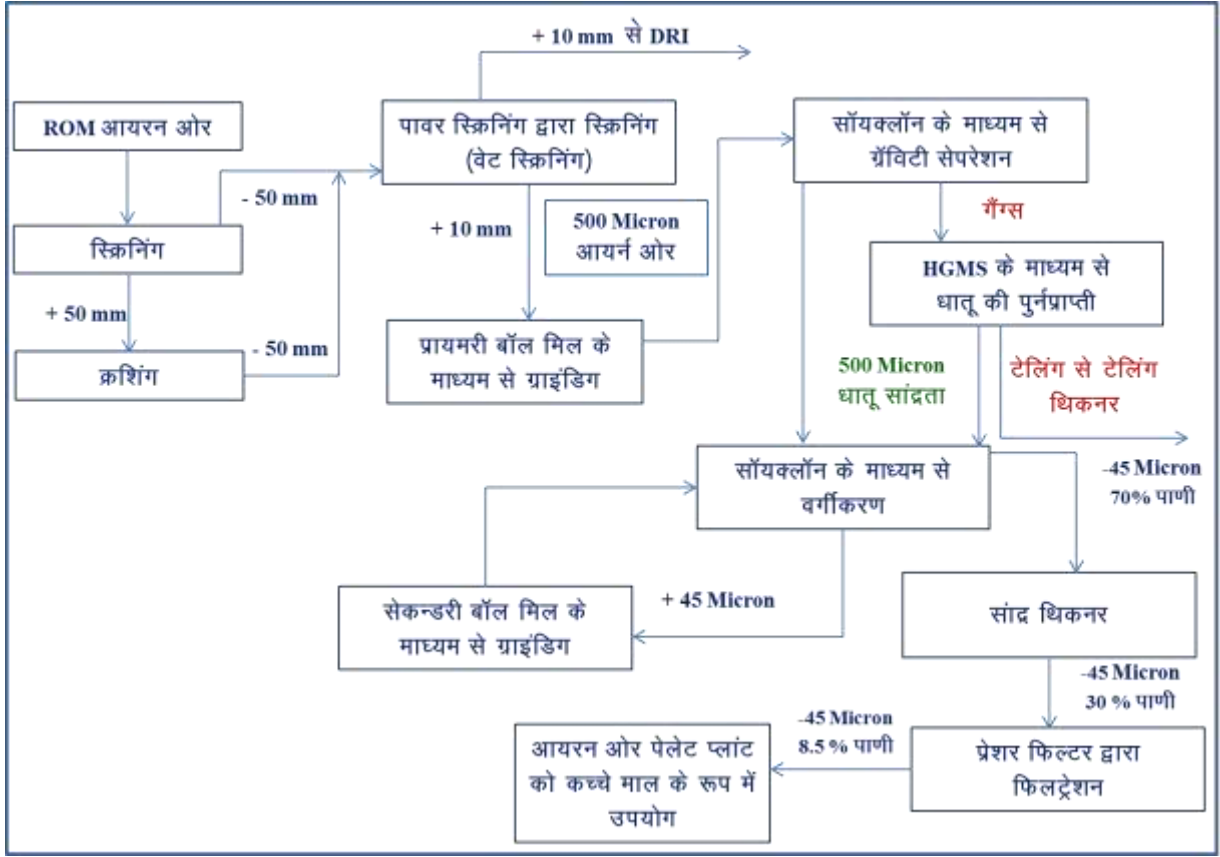 + 10 mm से DRI
ROM आयरन ओर
पावर स्क्रिनिंग द्वारा स्क्रिनिंग
(वेट स्क्रिनिंग)
सॉयक्लॉन के माध्यम से
ग्रॅविटी सेपरेशन
- 50 mm
स्क्रिनिंग
+ 10 mm
500 Micron
आयर्न ओर
गँग्स
HGMS के माध्यम से
धातू की पुर्नप्राप्ती
+ 50 mm
- 50 mm
क्रशिंग
प्रायमरी बॉल मिल के
माध्यम से ग्राइंडिग
500 Micron
धातू सांद्रता
टेलिंग से टेलिंग
थिकनर
सॉयक्लॉन के माध्यम से
वर्गीकरण
-45 Micron
70% पाणी
सेकन्डरी बॉल मिल के
माघ्यम से ग्राइंडिग
+ 45 Micron
सांद्र थिकनर
-45 Micron
30 % पाणी
-45 Micron
8.5 % पाणी
आयरन ओर पेलेट प्लांट
को कच्चे माल के रूप में
उपयोग
प्रेशर फिल्टर द्वारा
फिलट्रेशन